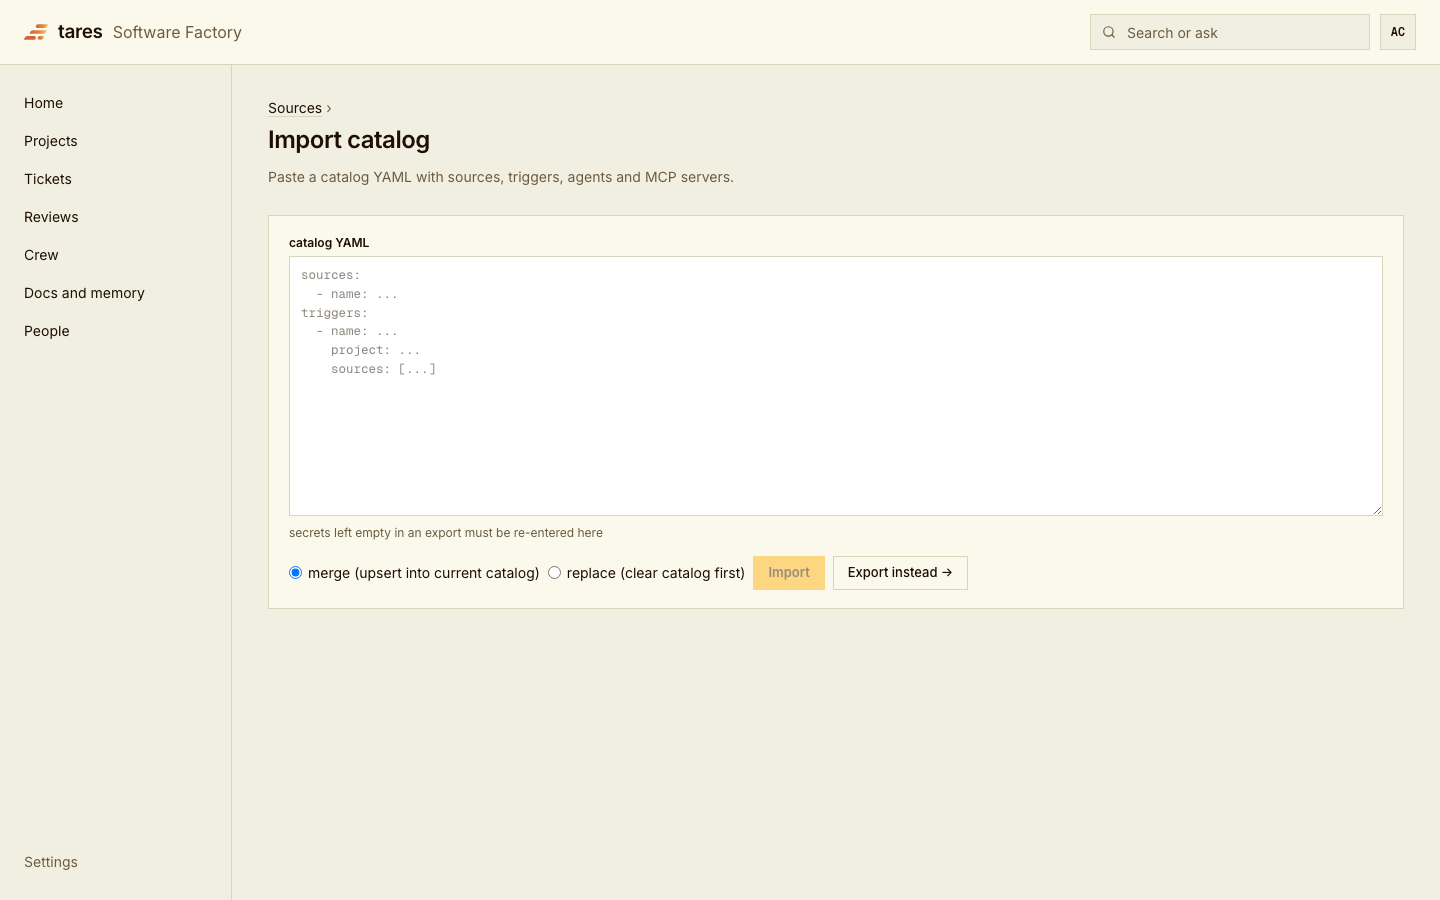 tares Software Factory
Search or ask
AC
Home
Projects
Tickets
Reviews
Crew
Docs and memory
People
Settings
Sources ›
Import catalog
Paste a catalog YAML with sources, triggers, agents and MCP servers.
catalog YAML
sources:
  - name: ...
triggers:
  - name: ...
    project: ...
    sources: [...]
secrets left empty in an export must be re-entered here
merge (upsert into current catalog) replace (clear catalog first) Import Export instead →